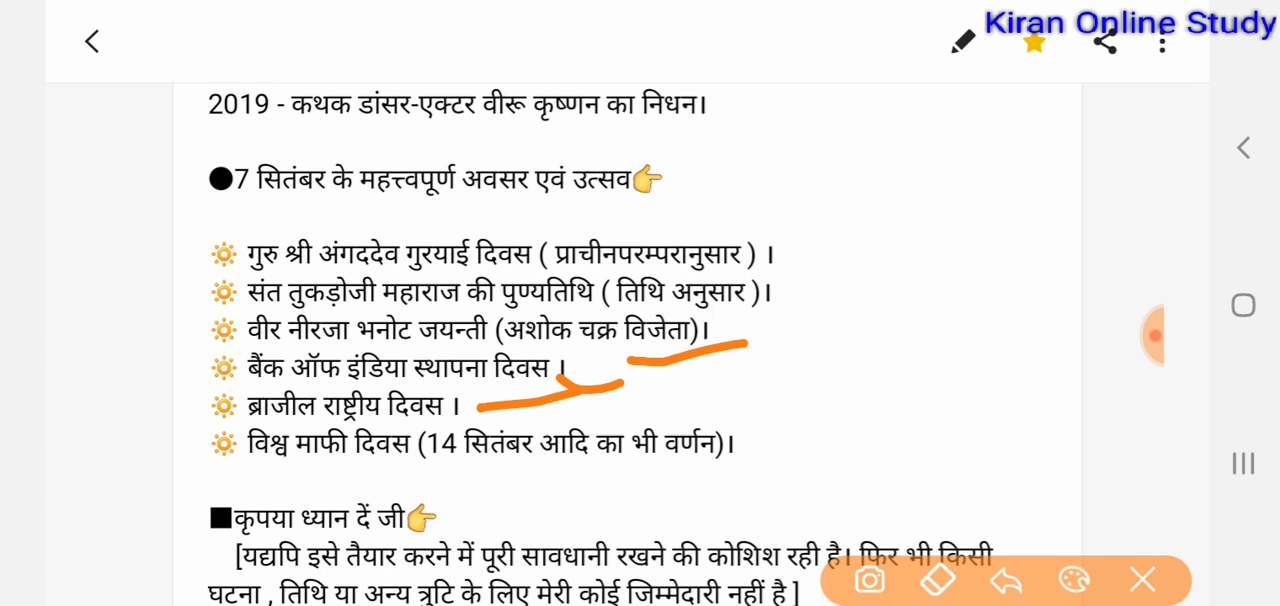 Kiran Online Study
2019 - कथक डांसर-एक्टर वीरू कृष्णन का निधन।
●7 सितंबर के महत्त्वपूर्ण अवसर एवं उत्सव👉
🔅 गुरु श्री अंगददेव गुरयाई दिवस ( प्राचीनपरम्परानुसार ) ।
🔅 संत तुकड़ोजी महाराज की पुण्यतिथि ( तिथि अनुसार )।
🔅 वीर नीरजा भनोट जयन्ती (अशोक चक्र विजेता)।
🔅 बैंक ऑफ इंडिया स्थापना दिवस ।
🔅 ब्राजील राष्ट्रीय दिवस ।
🔅 विश्व माफी दिवस (14 सितंबर आदि का भी वर्णन)।
■कृपया ध्यान दें जी👉
[यद्यपि इसे तैयार करने में पूरी सावधानी रखने की कोशिश रही है। फिर भी किसी
घटना , तिथि या अन्य त्रुटि के लिए मेरी कोई जिम्मेदारी नहीं है ]